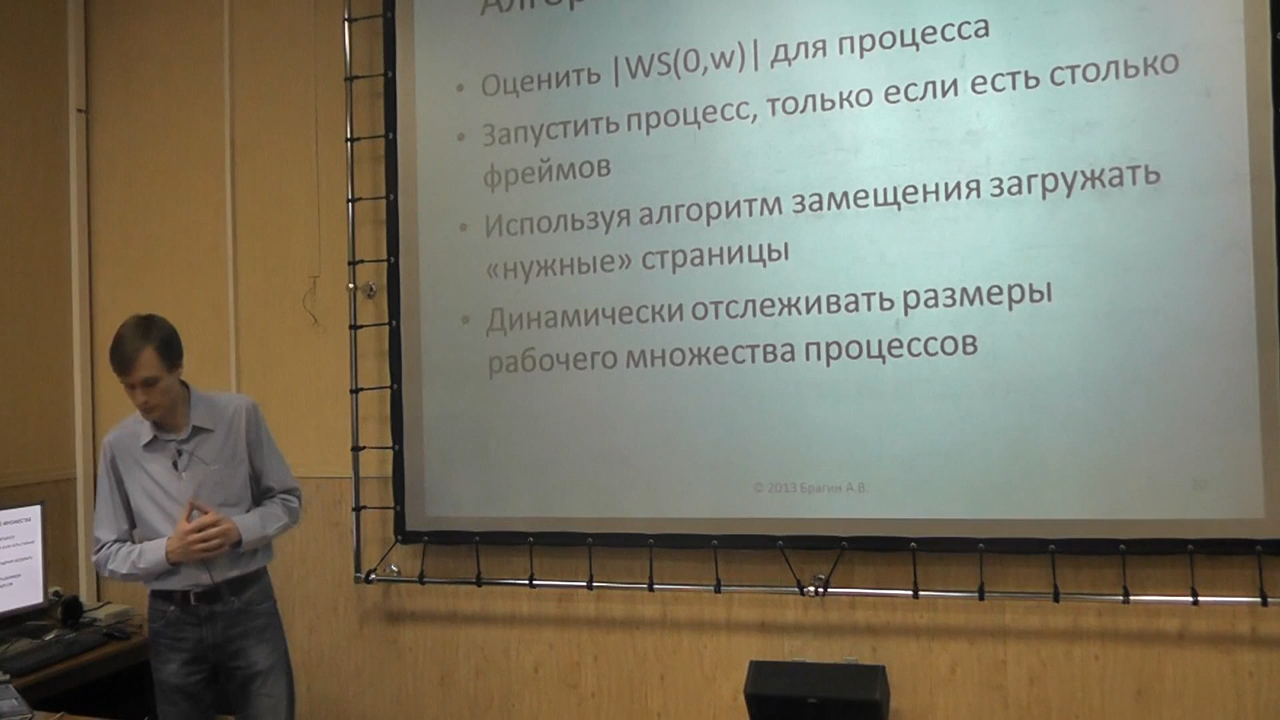 • Оценить |WS(0,w)| для процесса
• Запустить процесс, только если есть столько
фреймов
• Используя алгоритм замещения загружать
«нужные» страницы
• Динамически отслеживать размеры
рабочего множества процессов
© 2013 Брагин А.В.